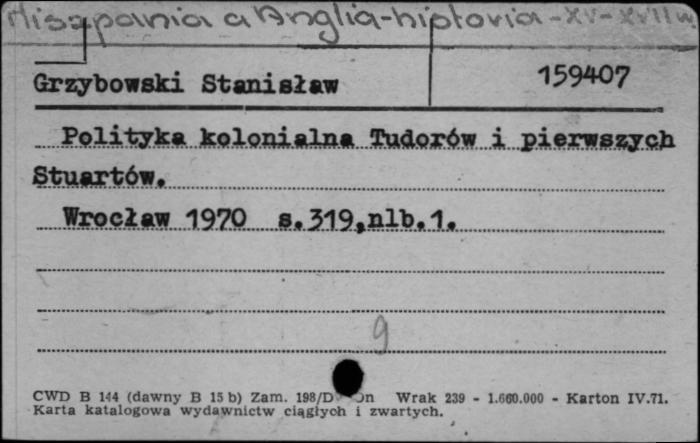 Hiszpania a Anglia-historia-XV-XVII w.
Grzybowski Stanisław 159407
Polityka kolonialna Tudorów i pierwszych
Stuartów.
Wrocław 1970 s.319,nlb.1.
9
CWD B 144 (dawny B 15 b) Zam. 198/D Wrak 239 - 1.660.000 - Karton IV.71.
Karta katalogowa wydawnictw ciągłych i zwartych.